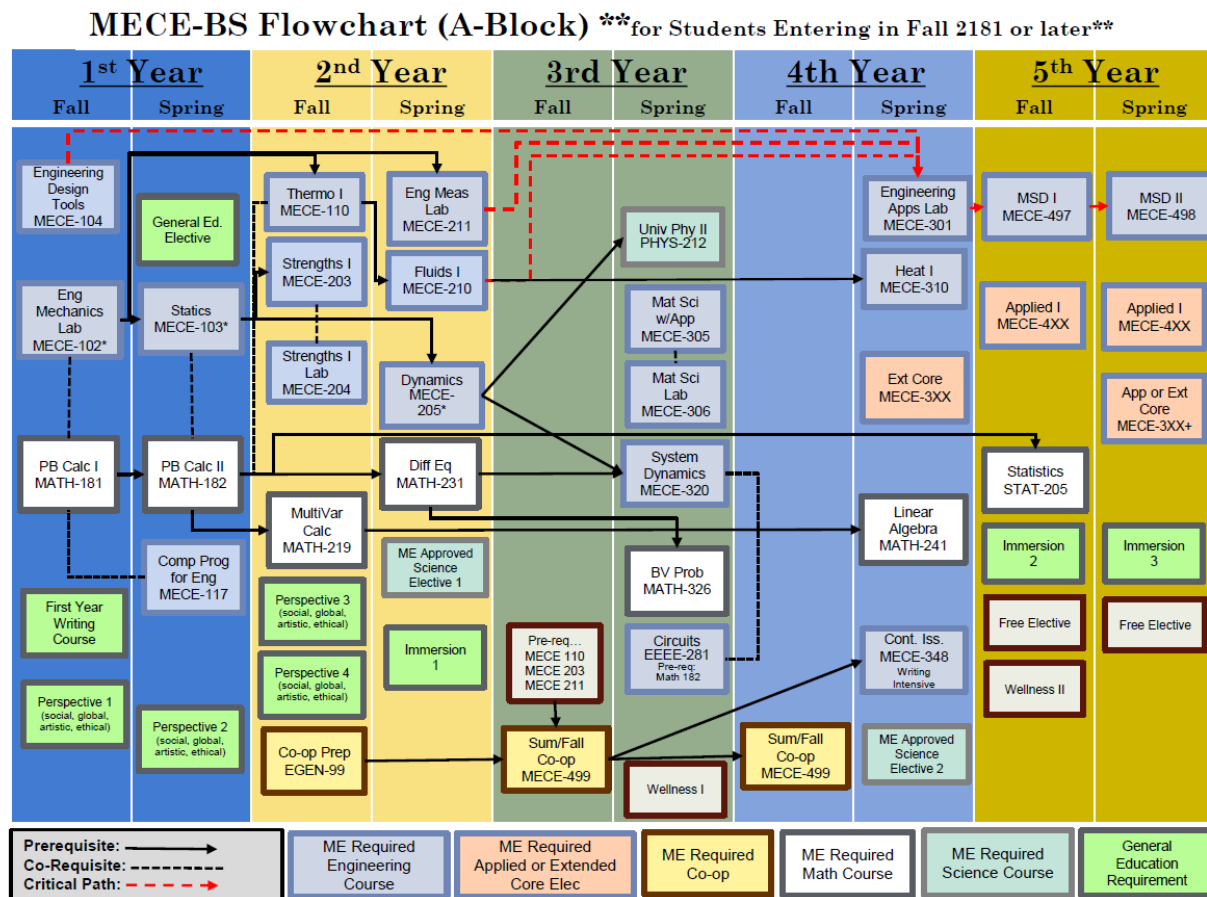 MECE-BS Flowchart (A-Block) **for Students Entering in Fall 2181 or later**
1st Year
Fall
Spring
2nd Year
Fall
Spring
3rd Year
Fall
Spring
4th Year
Fall
Spring
5th Year
Fall
Spring
Engineering
Design
Tools
MECE-104
Eng
Mechanics
Lab
MECE-102*
PB Calc I
MATH-181
First Year
Writing
Course
Perspective 1
(social, global,
artistic, ethical)
General Ed.
Elective
Statics
MECE-103*
PB Calc II
MATH-182
Comp Prog
for Eng
MECE-117
Perspective 2
(social, global,
artistic, ethical)
Thermo I
MECE-110
Strengths I
MECE-203
Strengths I
Lab
MECE-204
MultiVar
Calc
MATH-219
Perspective 3
(social, global,
artistic, ethical)
Perspective 4
(social, global,
artistic, ethical)
Co-op Prep
EGEN-99
Eng Meas
Lab
MECE-211
Fluids I
MECE-210
Dynamics
MECE-
205*
Diff Eq
MATH-231
ME Approved
Science
Elective 1
Immersion
1
Pre-req...
MECE 110
MECE 203
MECE 211
Sum/Fall
Co-op
MECE-499
Univ Phy II
PHYS-212
Mat Sci
w/App
MECE-305
Mat Sci
Lab
MECE-306
System
Dynamics
MECE-320
BV Prob
MATH-326
Circuits
EEEE-281
Pre-req:
Math 182
Wellness I
Sum/Fall
Co-op
MECE-499
Engineering
Apps Lab
MECE-301
Heat I
MECE-310
Ext Core
MECE-3XX
Linear
Algebra
MATH-241
Cont. Iss.
MECE-348
Writing
Intensive
ME Approved
Science
Elective 2
MSD I
MECE-497
Applied I
MECE-4XX
Statistics
STAT-205
Immersion
2
Free Elective
Wellness II
MSD II
MECE-498
Applied I
MECE-4XX
App or Ext
Core
MECE-3XX+
Immersion
3
Free Elective
Prerequisite:
Co-Requisite:
Critical Path:
ME Required
Engineering
Course
ME Required
Applied or Extended
Core Elec
ME Required
Co-op
ME Required
Math Course
ME Required
Science Course
General
Education
Requirement